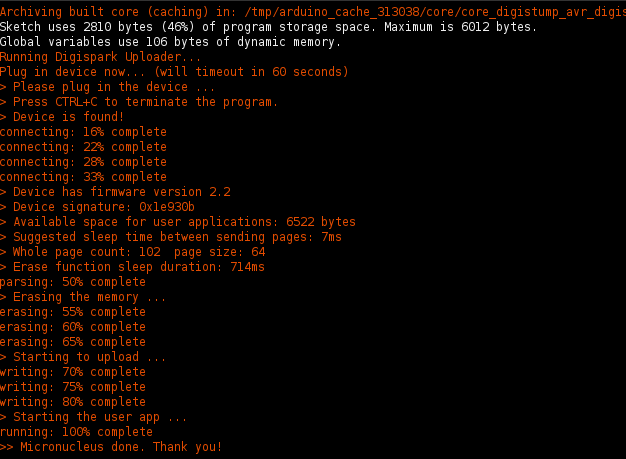 Archiving built core (caching) in: /tmp/arduino_cache_313038/core/core_digistump_avr_digis
Sketch uses 2810 bytes (46%) of program storage space. Maximum is 6012 bytes.
Global variables use 106 bytes of dynamic memory.
Running Digispark Uploader...
Plug in device now... (will timeout in 60 seconds)
> Please plug in the device ...
> Press CTRL+C to terminate the program.
> Device is found!
connecting: 16% complete
connecting: 22% complete
connecting: 28% complete
connecting: 33% complete
> Device has firmware version 2.2
> Device signature: 0x1e930b
> Available space for user applications: 6522 bytes
> Suggested sleep time between sending pages: 7ms
> Whole page count: 102  page size: 64
> Erase function sleep duration: 714ms
parsing: 50% complete
> Erasing the memory ...
erasing: 55% complete
erasing: 60% complete
erasing: 65% complete
> Starting to upload ...
writing: 70% complete
writing: 75% complete
writing: 80% complete
> Starting the user app ...
running: 100% complete
>> Micronucleus done. Thank you!